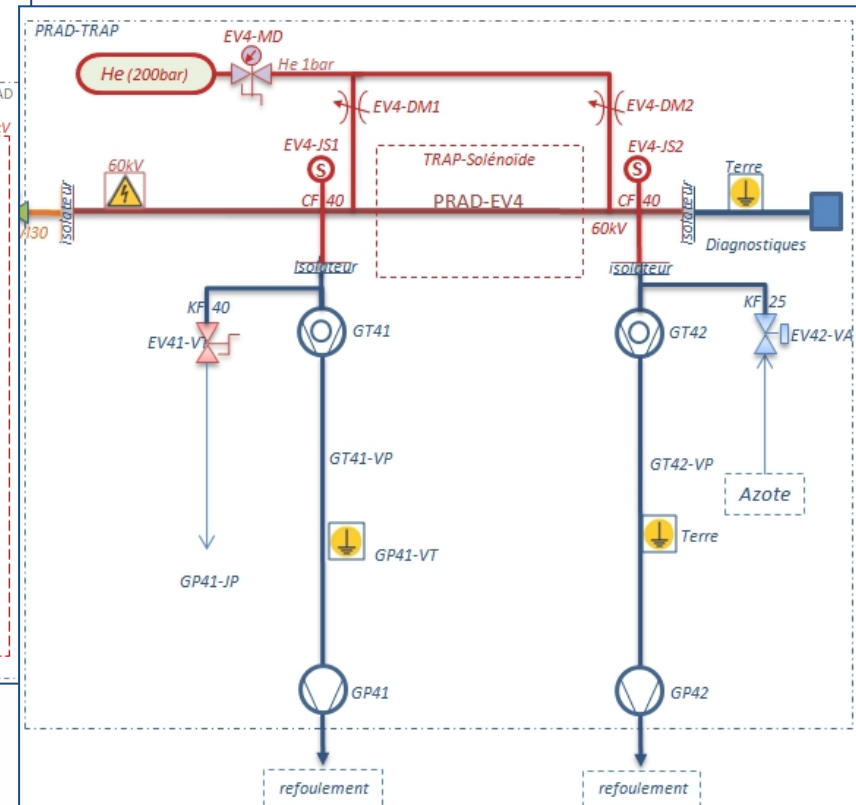 PRAD-TRAP
EV4-MD
He (200bar)
He 1bar
AD
EV4-DM1
EV4-DM2
kV
EV4-JS1
EV4-JS2
S
S
TRAP-Solénoïde
60kV
Terre
CF 40
PRAD-EV4
CF 40
isolateur
60kV
isolateur
Diagnostiques
Isolateur
isolateur
KF 40
KF 25
EV41-VT
GT41
GT42
EV42-VA
GT41-VP
GT42-VP
Azote
Terre
GP41-VT
GP41-JP
GP41
GP42
refoulement
refoulement